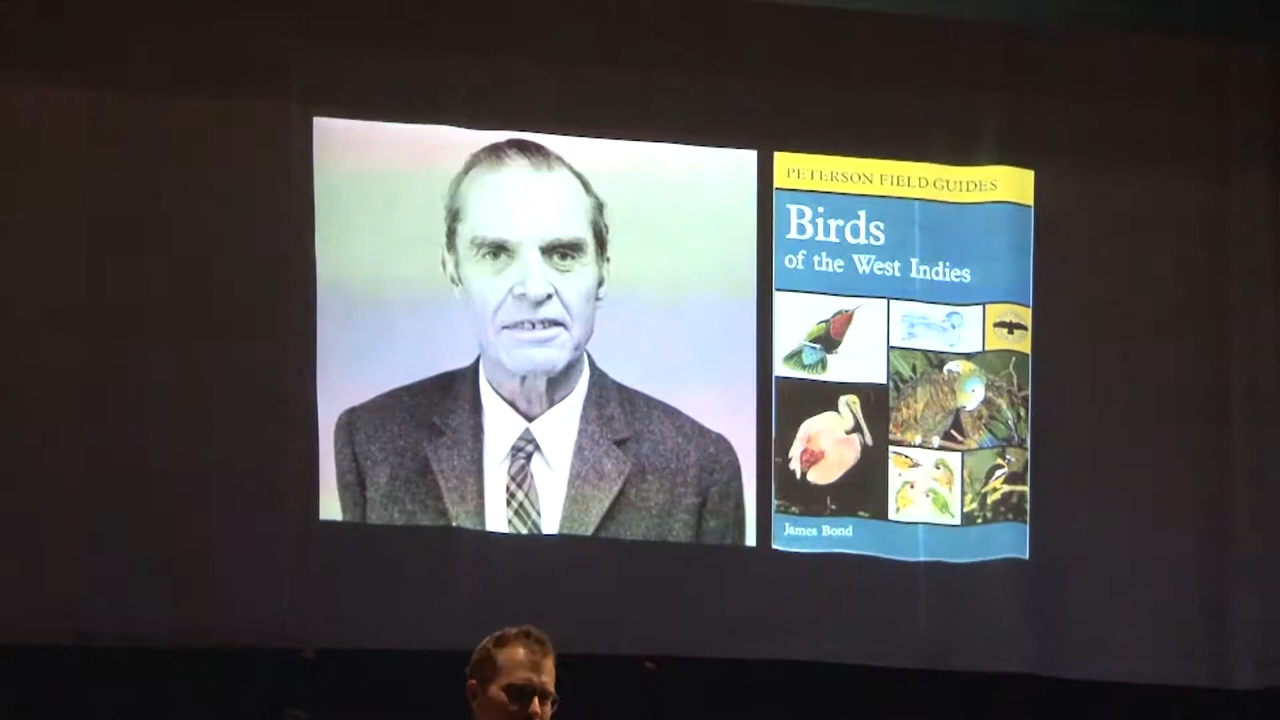 PETERSON FIELD GUIDES
Birds
of the West Indies
James Bond